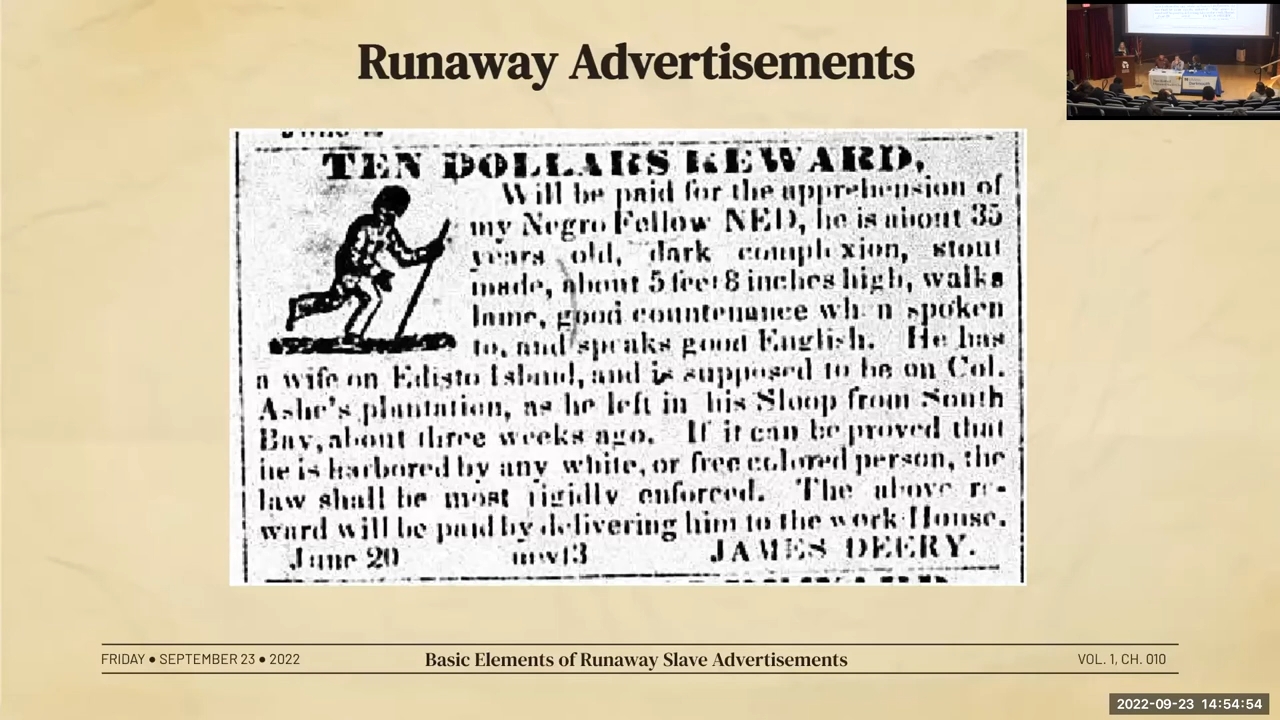 Runaway Advertisements
TEN DOLLARS REWARD,
Will be paid for the apprehension of
my Negro Fellow NED, he is about 35
years old, dark complexion, stout
made, about 5 feet 8 inches high, walks
lame, good countenance when spoken
to, and speaks good English. He has
a wife on Edisto Island, and is supposed to be on Col.
Ashe's plantation, as he left in his Sloop from South
Bay, about three weeks ago. If it can be proved that
he is harbored by any white, or free colored person, the
law shall be most rigidly enforced. The above re-
ward will be paid by delivering him to the work House.
June 20 JAMES DEERY.
FRIDAY • SEPTEMBER 23 • 2022
Basic Elements of Runaway Slave Advertisements
VOL. 1, CH. 010
2022-09-23 14:54:54